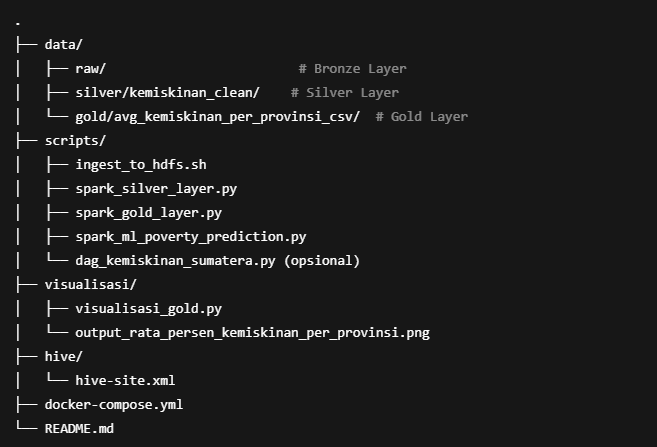 .
├── data/
│   ├── raw/                          # Bronze Layer
│   ├── silver/kemiskinan_clean/    # Silver Layer
│   └── gold/avg_kemiskinan_per_provinsi_csv/  # Gold Layer
├── scripts/
│   ├── ingest_to_hdfs.sh
│   ├── spark_silver_layer.py
│   ├── spark_gold_layer.py
│   ├── spark_ml_poverty_prediction.py
│   └── dag_kemiskinan_sumatera.py (opsional)
├── visualisasi/
│   ├── visualisasi_gold.py
│   └── output_rata_persen_kemiskinan_per_provinsi.png
├── hive/
│   └── hive-site.xml
├── docker-compose.yml
└── README.md